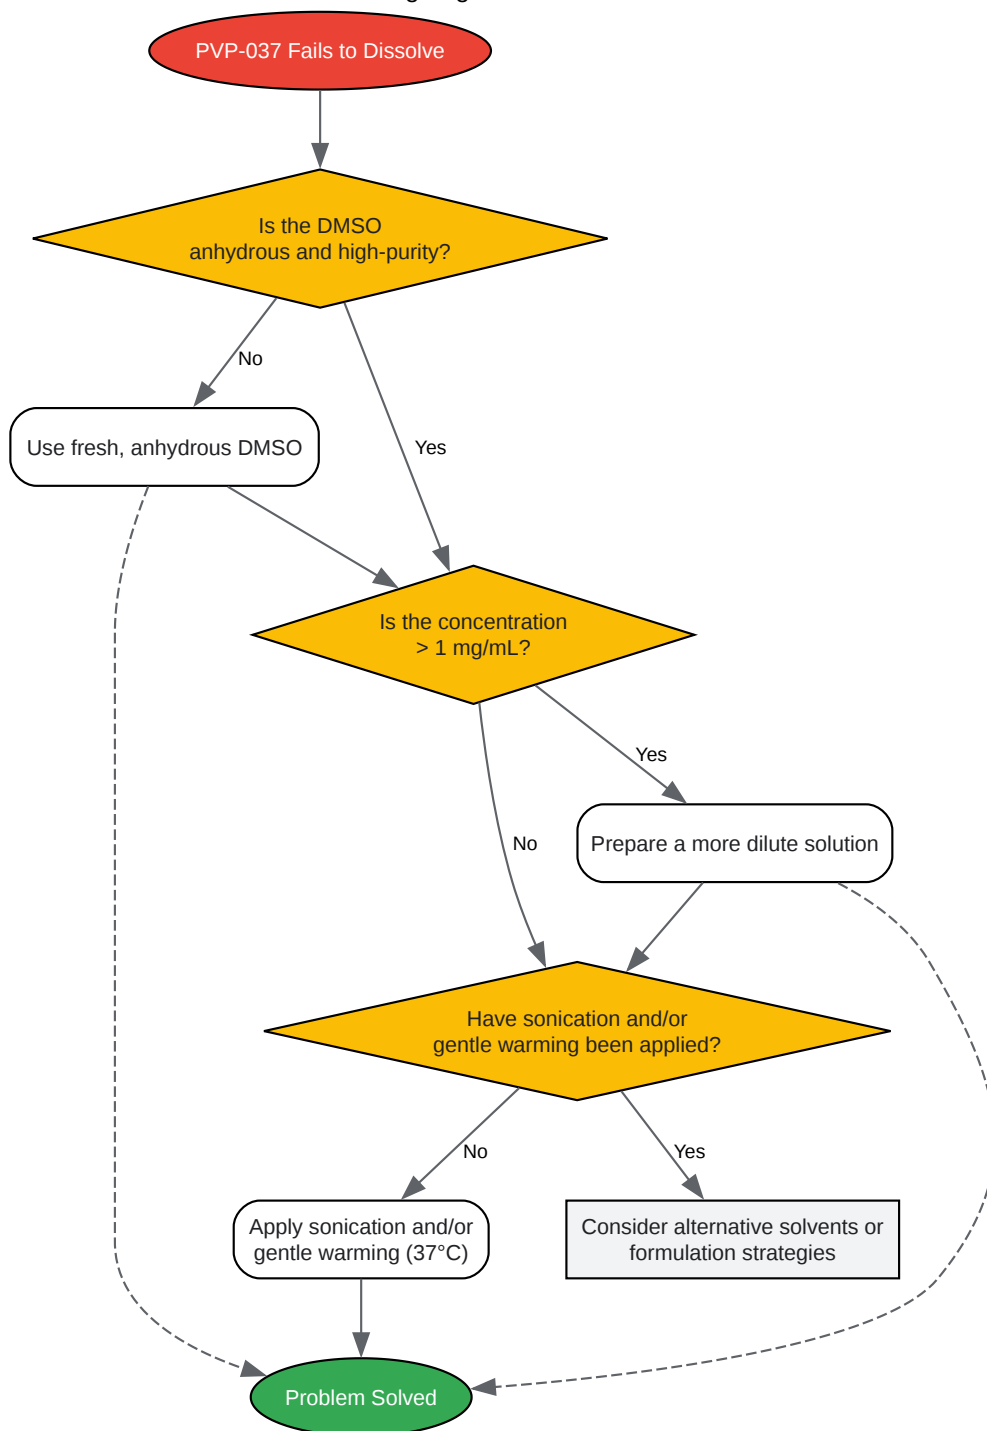 PVP-037 Fails to Dissolve
Is the DMSO
anhydrous and high-purity?
No
Yes
Use fresh, anhydrous DMSO
Is the concentration
> 1 mg/mL?
Yes
No
Prepare a more dilute solution
Have sonication and/or
gentle warming been applied?
No
Yes
Apply sonication and/or
gentle warming (37°C)
Consider alternative solvents or
formulation strategies
Problem Solved